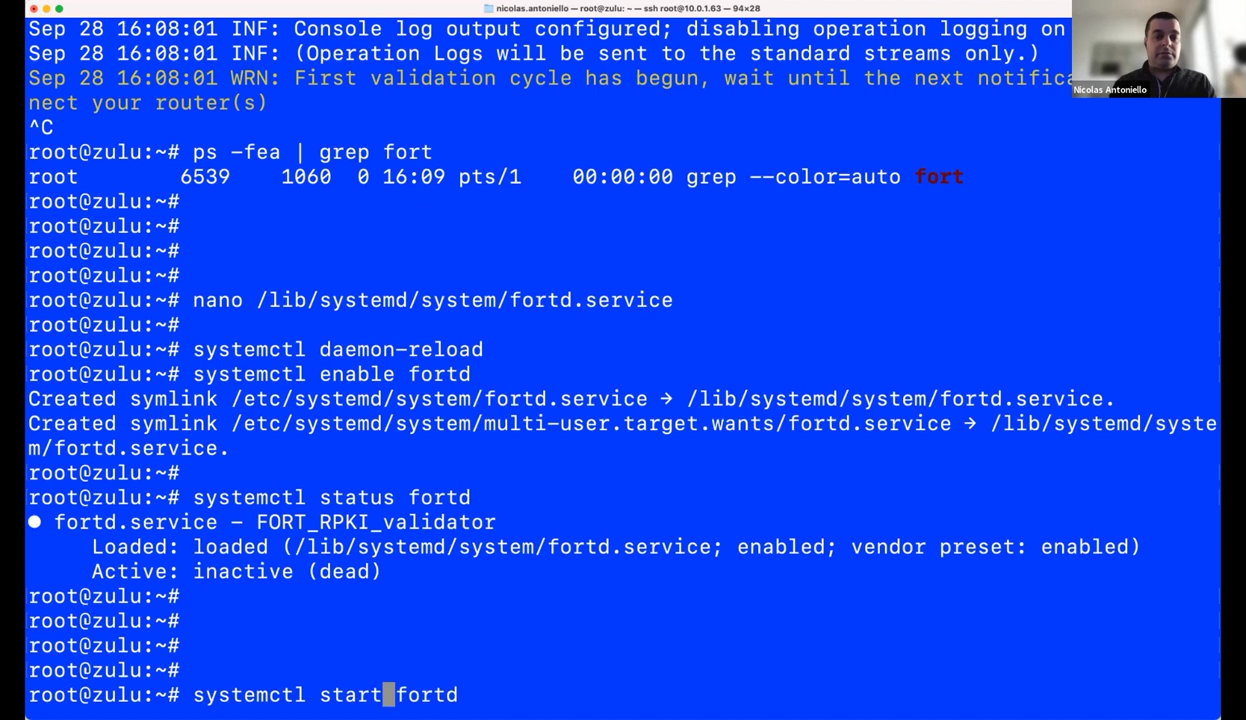 nicolas.antoniello — root@zulu: ~ — ssh root@10.0.1.63 — 94×28
Sep 28 16:08:01 INF: Console log output configured; disabling operation logging on
Sep 28 16:08:01 INF: (Operation Logs will be sent to the standard streams only.)
Sep 28 16:08:01 WRN: First validation cycle has begun, wait until the next notifica
Nicolas Antoniello
nect your router(s)
^C
root@zulu:~# ps -fea | grep fort
root 6539 1060 0 16:09 pts/1 00:00:00 grep --color=auto fort
root@zulu:~#
root@zulu:~#
root@zulu:~#
root@zulu:~#
root@zulu:~# nano /lib/systemd/system/fortd.service
root@zulu:~#
root@zulu:~# systemctl daemon-reload
root@zulu:~# systemctl enable fortd
Created symlink /etc/systemd/system/fortd.service → /lib/systemd/system/fortd.service.
Created symlink /etc/systemd/system/multi-user.target.wants/fortd.service → /lib/systemd/syste
m/fortd.service.
root@zulu:~#
root@zulu:~# systemctl status fortd
● fortd.service - FORT_RPKI_validator
Loaded: loaded (/lib/systemd/system/fortd.service; enabled; vendor preset: enabled)
Active: inactive (dead)
root@zulu:~#
root@zulu:~#
root@zulu:~#
root@zulu:~#
root@zulu:~# systemctl start fortd